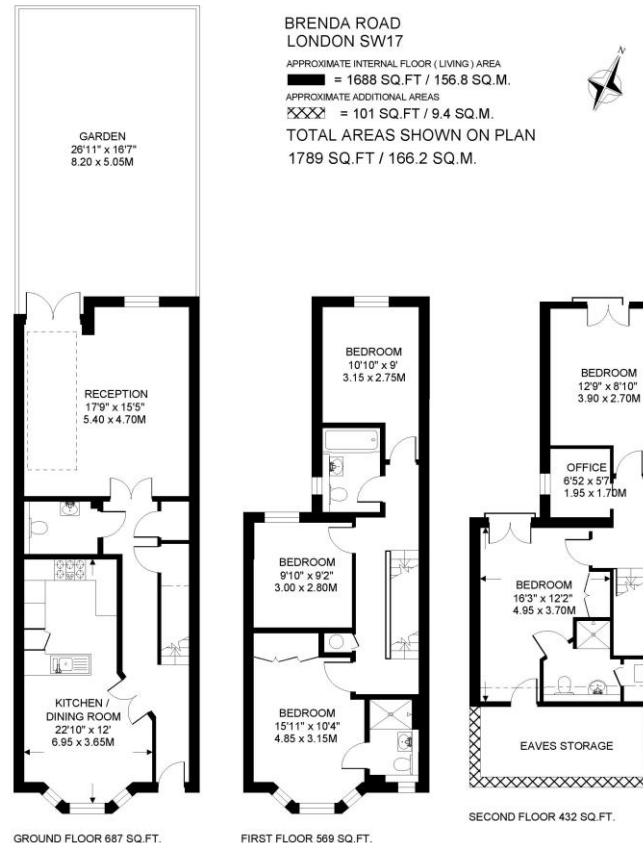 BRENDA ROAD
LONDON SW17
APPROXIMATE INTERNAL FLOOR ( LIVING ) AREA
= 1688 SQ.FT / 156.8 SQ.M.
APPROXIMATE ADDITIONAL AREAS
= 101 SQ.FT / 9.4 SQ.M.
TOTAL AREAS SHOWN ON PLAN
1789 SQ.FT / 166.2 SQ.M.
N
GARDEN
26'11" x 16'7"
8.20 x 5.05M
RECEPTION
17'9" x 15'5"
5.40 x 4.70M
KITCHEN /
DINING ROOM
22'10" x 12'
6.95 x 3.65M
GROUND FLOOR 687 SQ.FT.
BEDROOM
10'10" x 9'
3.15 x 2.75M
BEDROOM
9'10" x 9'2"
3.00 x 2.80M
BEDROOM
15'11" x 10'4"
4.85 x 3.15M
FIRST FLOOR 569 SQ.FT.
BEDROOM
12'9" x 8'10"
3.90 x 2.70M
OFFICE
6'52 x 5'7
1.95 x 1.70M
BEDROOM
16'3" x 12'2"
4.95 x 3.70M
EAVES STORAGE
SECOND FLOOR 432 SQ.FT.